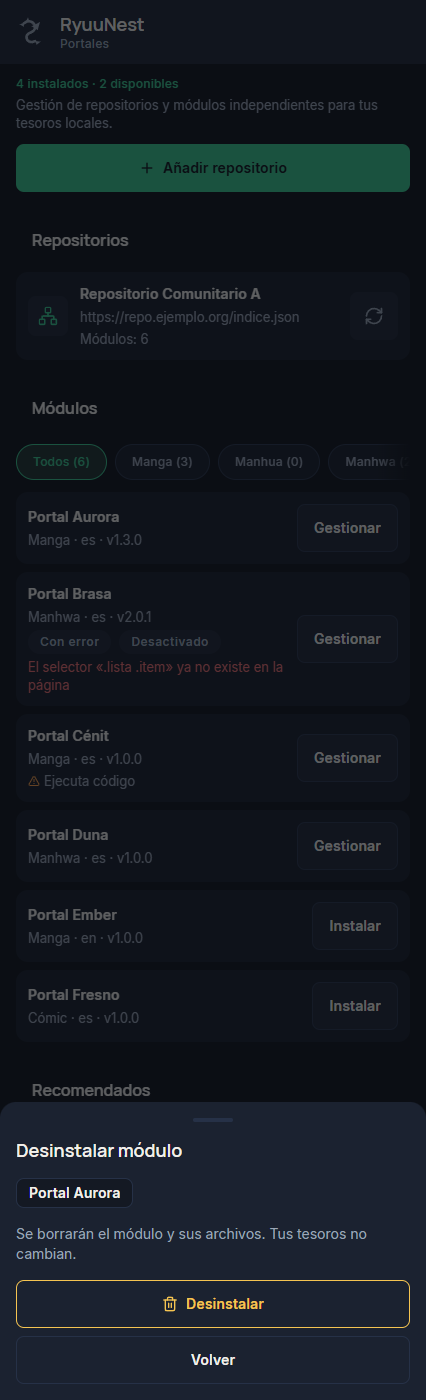 RyuuNest
Portales
4 instalados · 2 disponibles
Gestión de repositorios y módulos independientes para tus
tesoros locales.
Añadir repositorio
Repositorios
Repositorio Comunitario A
https://repo.ejemplo.org/indice.json
Módulos: 6
Módulos
Todos (6)
Manga (3)
Manhua (0)
Manhwa (
Portal Aurora
Manga · es · v1.3.0
Gestionar
Portal Brasa
Manhwa · es · v2.0.1
Con error
Desactivado
El selector «.lista .item» ya no existe en la
página
Gestionar
Portal Cénit
Manga · es · v1.0.0
Ejecuta código
Gestionar
Portal Duna
Manhwa · es · v1.0.0
Gestionar
Portal Ember
Manga · en · v1.0.0
Instalar
Portal Fresno
Cómic · es · v1.0.0
Instalar
Recomendados
Desinstalar módulo
Portal Aurora
Se borrarán el módulo y sus archivos. Tus tesoros no
cambian.
Desinstalar
Volver